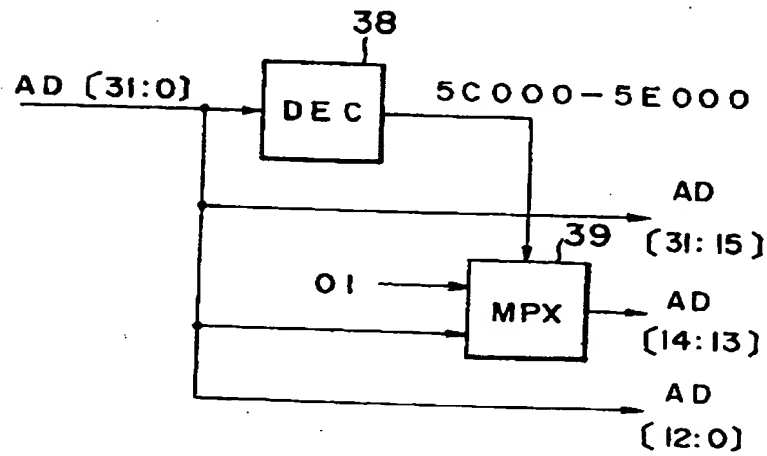 38
AD [31:0]
DEC
5C000-5E000
AD
[31:15]
39
01
MPX
AD
[14:13]
AD
[12:0]